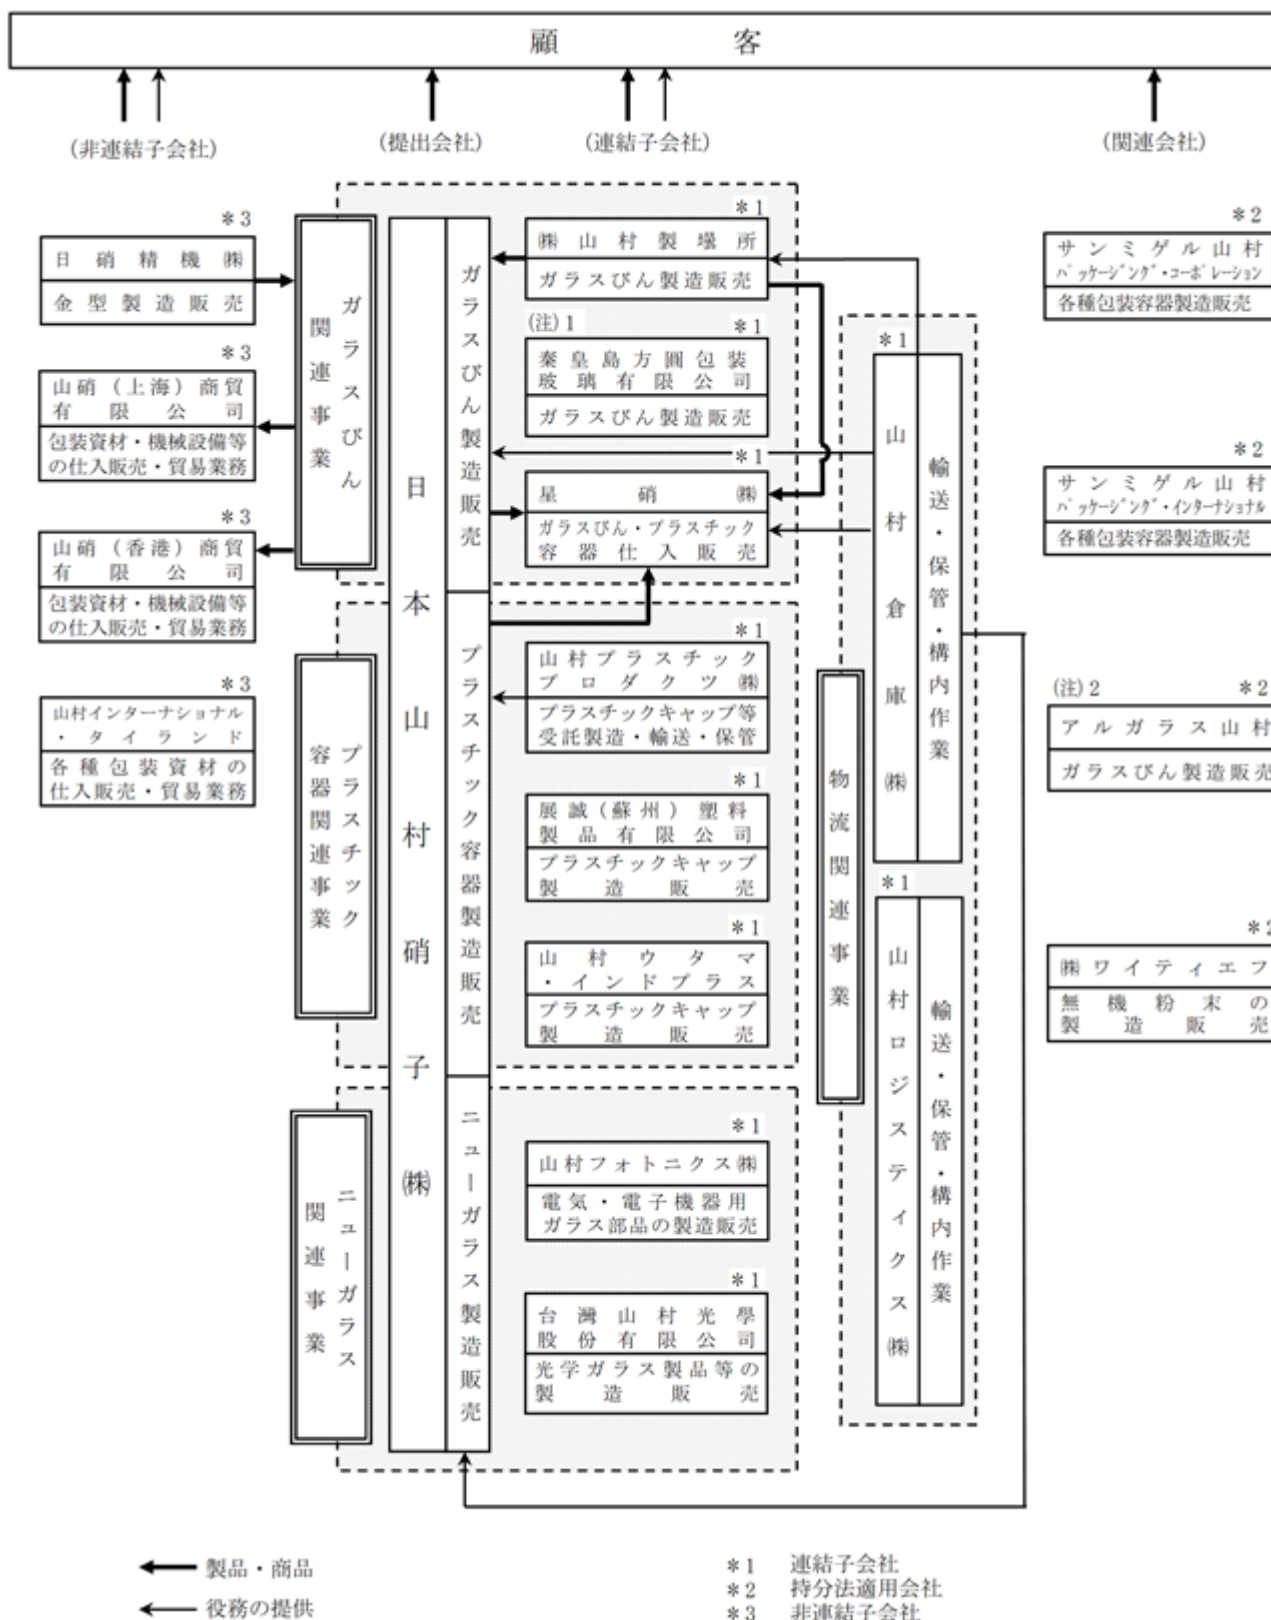 顧客
(非連結子会社)
(提出会社)
(連結子会社)
(関連会社)
*3
日硝精機㈱
金型製造販売
*3
山硝（上海）商貿
有限公司
包装資材・機械設備等
の仕入販売・貿易業務
*3
山硝（香港）商貿
有限公司
包装資材・機械設備等
の仕入販売・貿易業務
*3
山村インターナショナル
・タイランド
各種包装資材の
仕入販売・貿易業務
ガラスびん
関連事業
プラスチック
容器関連事業
ニューガラス
関連事業
日本山村硝子㈱
ガラスびん製造販売
プラスチック容器製造販売
ニューガラス製造販売
*1
㈱山村製壜所
ガラスびん製造販売
(注)1
*1
秦皇島方圓包装
玻璃有限公司
ガラスびん製造販売
*1
星硝㈱
ガラスびん・プラスチック
容器仕入販売
*1
山村プラスチック
プロダクツ㈱
プラスチックキャップ等
受託製造・輸送・保管
*1
展誠(蘇州)塑料
製品有限公司
プラスチックキャップ
製造販売
*1
山村ウタマ
・インドプラス
プラスチックキャップ
製造販売
*1
山村フォトニクス㈱
電気・電子機器用
ガラス部品の製造販売
*1
台灣山村光學
股份有限公司
光学ガラス製品等の
製造販売
物流関連事業
*1
山村倉庫㈱
輸送・保管・構内作業
*1
山村ロジスティクス㈱
輸送・保管・構内作業
*2
サンミゲル山村
パッケージング・コーポレーション
各種包装容器製造販売
*2
サンミゲル山村
パッケージング・インターナショナル
各種包装容器製造販売
(注)2
*2
アルガラス山村
ガラスびん製造販売
*2
㈱ワイティエフ
無機粉末の
製造販売
製品・商品
役務の提供
*1 連結子会社
*2 持分法適用会社
*3 非連結子会社